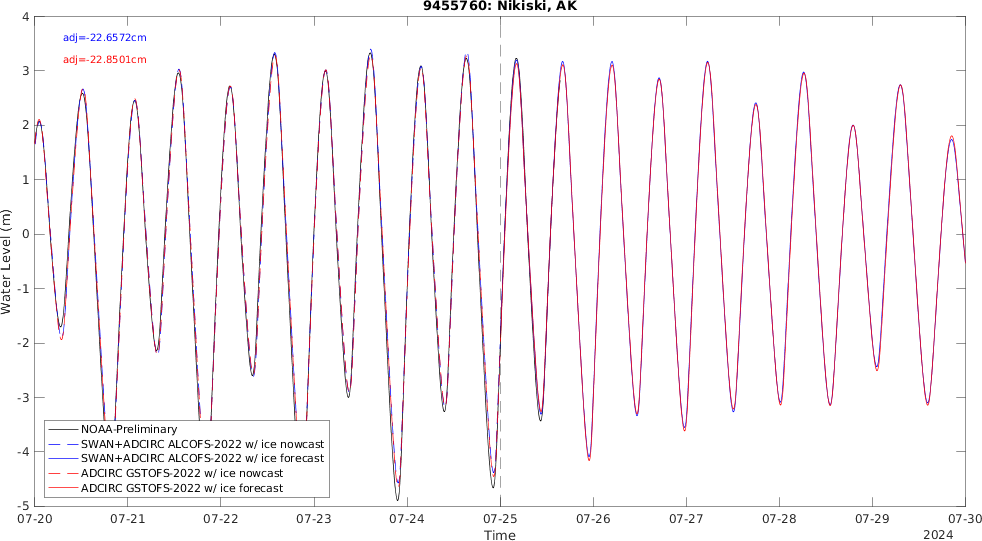 9455760: Nikiski, AK
adj=-22.6572cm
adj=-22.8501cm
4
3
2
1
0
-1
-2
-3
-4
-5
Water Level (m)
NOAA-Preliminary
SWAN+ADCIRC ALCOFS-2022 w/ ice nowcast
SWAN+ADCIRC ALCOFS-2022 w/ ice forecast
ADCIRC GSTOFS-2022 w/ ice nowcast
ADCIRC GSTOFS-2022 w/ ice forecast
07-20 07-21 07-22 07-23 07-24 07-25 07-26 07-27 07-28 07-29 07-30
Time
2024